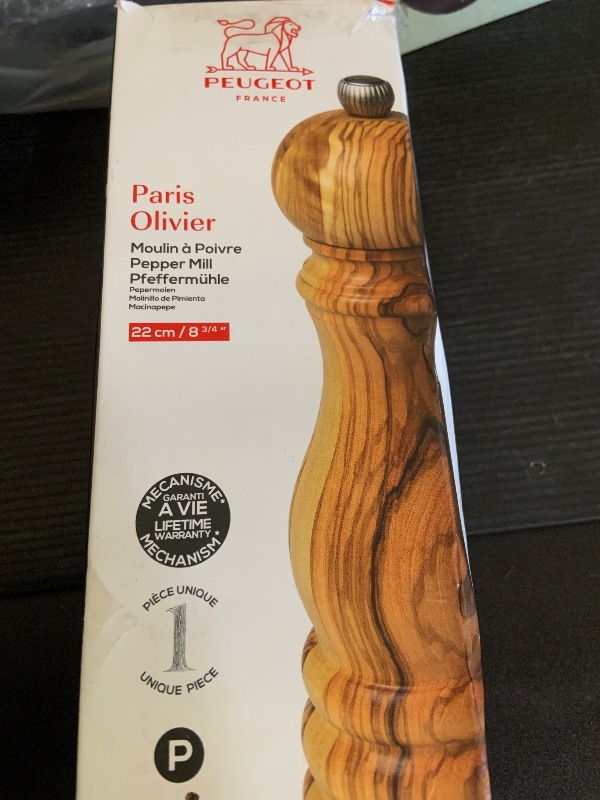 PEUGEOT
FRANCE
Paris
Olivier
Moulin à Poivre
Pepper Mill
Pfeffermühle
Pepermolen
Molinillo de Pimienta
Macinapepe
22 cm / 8 3/4 "
MÉCANISME*
GARANTI
A VIE
LIFETIME
WARRANTY
MECHANISM*
PIÈCE UNIQUE
1
UNIQUE PIECE
P